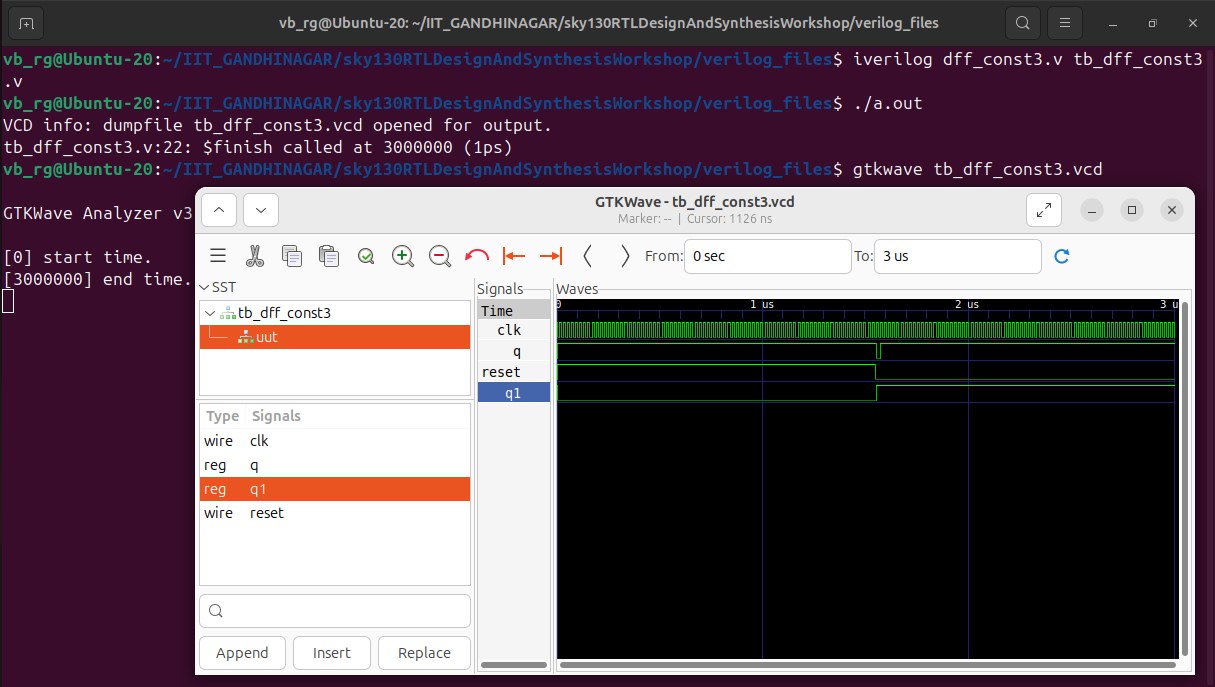 vb_rg@Ubuntu-20: ~/IIT_GANDHINAGAR/sky130RTLDesignAndSynthesisWorkshop/verilog_files
vb_rg@Ubuntu-20:~/IIT_GANDHINAGAR/sky130RTLDesignAndSynthesisWorkshop/verilog_files$ iverilog dff_const3.v tb_dff_const3
.v
vb_rg@Ubuntu-20:~/IIT_GANDHINAGAR/sky130RTLDesignAndSynthesisWorkshop/verilog_files$ ./a.out
VCD info: dumpfile tb_dff_const3.vcd opened for output.
tb_dff_const3.v:22: $finish called at 3000000 (1ps)
vb_rg@Ubuntu-20:~/IIT_GANDHINAGAR/sky130RTLDesignAndSynthesisWorkshop/verilog_files$ gtkwave tb_dff_const3.vcd
GTKWave Analyzer v3
[0] start time.
[3000000] end time.
GTKWave - tb_dff_const3.vcd
Marker: -- | Cursor: 1126 ns
From: 0 sec To: 3 us
SST
tb_dff_const3
uut
Type Signals
wire clk
reg q
reg q1
wire reset
Append Insert Replace
Signals
Time
clk
q
reset
q1
Waves
0 1 us 2 us 3 u